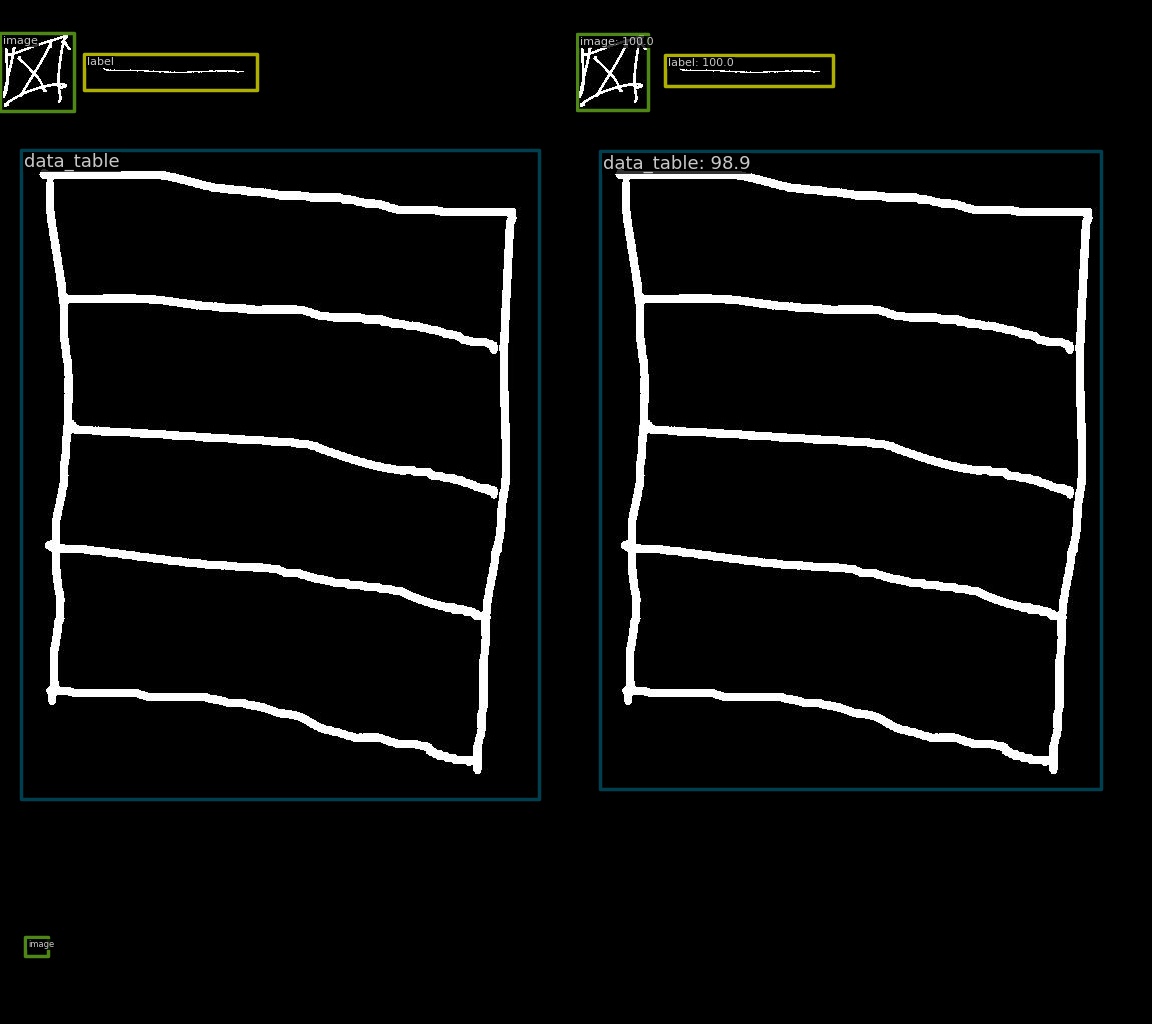 image
image: 100.0
label
label: 100.0
data_table
data_table: 98.9
image